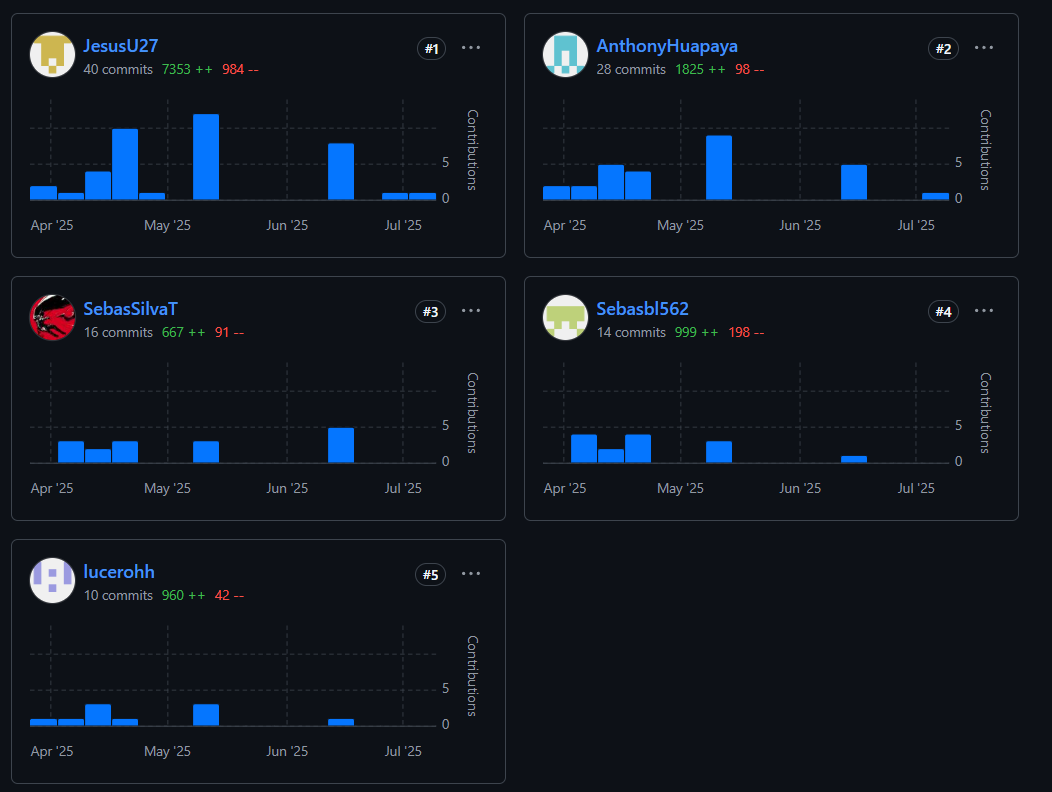 JesusU27
#1
40 commits 7353 ++ 984 --
Contributions
5
0
Apr '25 May '25 Jun '25 Jul '25
AnthonyHuapaya
#2
28 commits 1825 ++ 98 --
Contributions
5
0
Apr '25 May '25 Jun '25 Jul '25
SebasSilvaT
#3
16 commits 667 ++ 91 --
Contributions
5
0
Apr '25 May '25 Jun '25 Jul '25
Sebasbl562
#4
14 commits 999 ++ 198 --
Contributions
5
0
Apr '25 May '25 Jun '25 Jul '25
lucerohh
#5
10 commits 960 ++ 42 --
Contributions
5
0
Apr '25 May '25 Jun '25 Jul '25